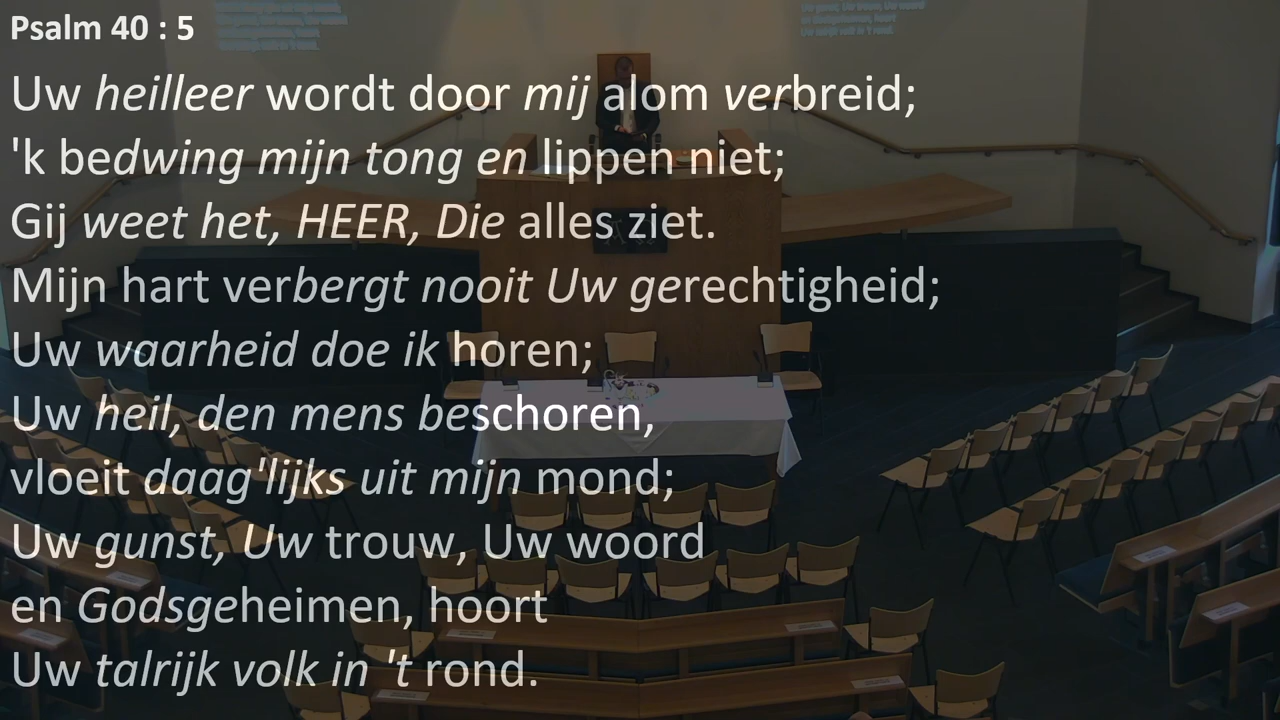 Psalm 40 : 5
Uw heilleer wordt door mij alom verbreid;
'k bedwing mijn tong en lippen niet;
Gij weet het, HEER, Die alles ziet.
Mijn hart verbergt nooit Uw gerechtigheid;
Uw waarheid doe ik horen;
Uw heil, den mens beschoren,
vloeit daag'lijks uit mijn mond;
Uw gunst, Uw trouw, Uw woord
en Godsgeheimen, hoort
Uw talrijk volk in 't rond.